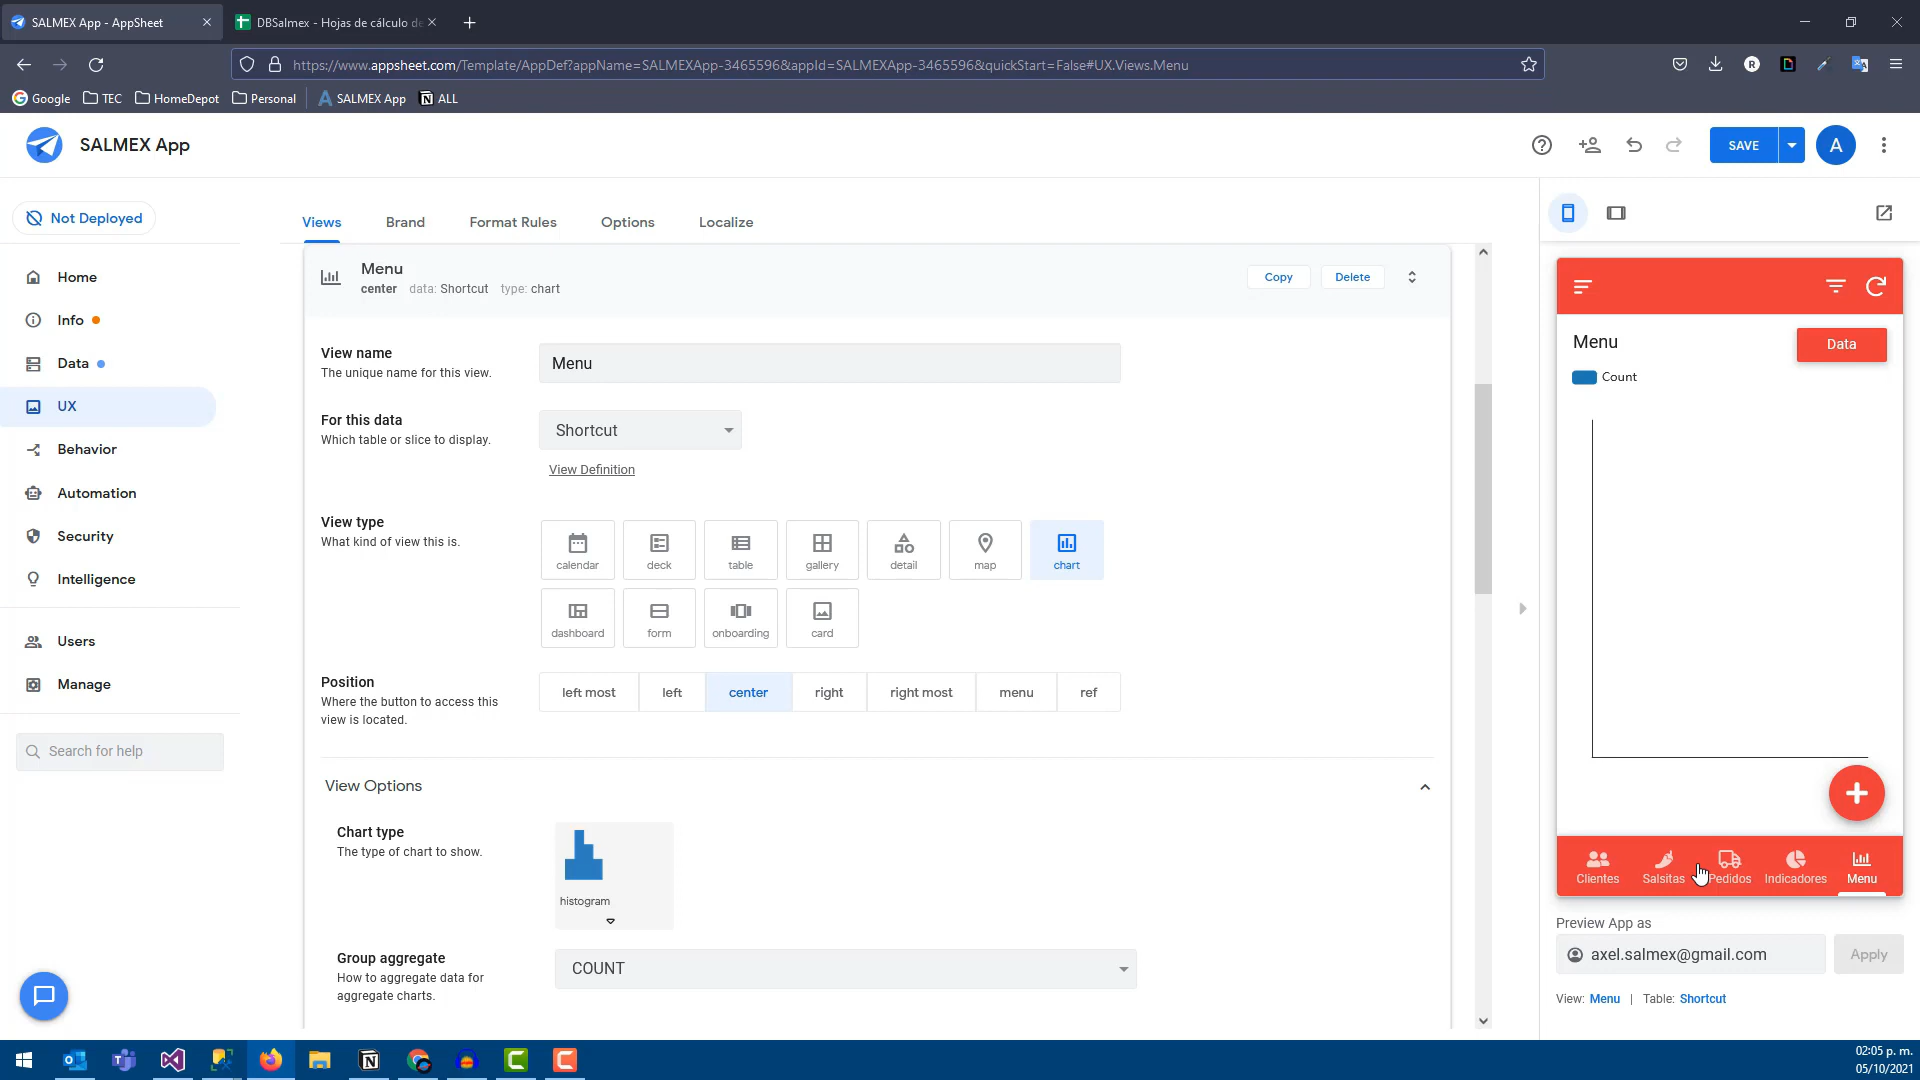 SALMEX App - AppSheet
DBSalmex - Hojas de cálculo de
https://www.appsheet.com/Template/AppDef?appName=SALMEXApp-3465596&appId=SALMEXApp-3465596&quickStart=False#UX.Views.Menu
Google TEC HomeDepot Personal SALMEX App ALL
SALMEX App
SAVE
A
Not Deployed
Home
Info
Data
UX
Behavior
Automation
Security
Intelligence
Users
Manage
Search for help
Views Brand Format Rules Options Localize
Menu
center data: Shortcut type: chart
Copy Delete
View name
The unique name for this view.
Menu
For this data
Which table or slice to display.
Shortcut
View Definition
View type
What kind of view this is.
calendar deck table gallery detail map chart
dashboard form onboarding card
Position
Where the button to access this
view is located.
left most left center right right most menu ref
View Options
Chart type
The type of chart to show.
histogram
Group aggregate
How to aggregate data for
aggregate charts.
COUNT
Menu
Data
Count
Clientes Salsitas Pedidos Indicadores Menu
Preview App as
axel.salmex@gmail.com
Apply
View: Menu | Table: Shortcut
02:05 p. m.
05/10/2021